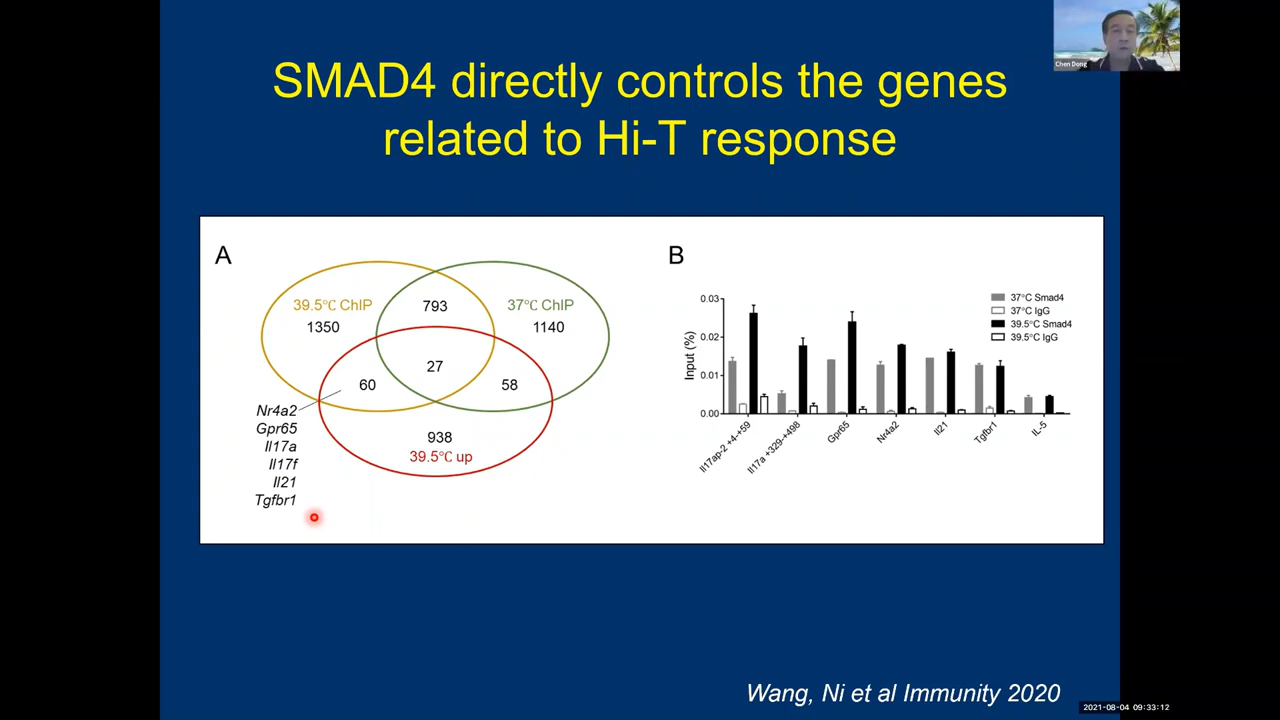 Chen Dong
SMAD4 directly controls the genes
related to Hi-T response
A
39.5°C ChIP
793
37°C ChIP
1350
1140
27
60
58
Nr4a2
Gpr65
Il17a
Il17f
Il21
Tgfbr1
938
39.5°C up
B
Input (%)
0.03
0.02
0.01
0.00
37°C Smad4
37°C IgG
39.5°C Smad4
39.5°C IgG
Il17ap-2 +4-+59
Il17a +329-+498
Gpr65
Nr4a2
Il21
Tgfbr1
IL-5
Wang, Ni et al Immunity 2020
2021-08-04 09:33:12